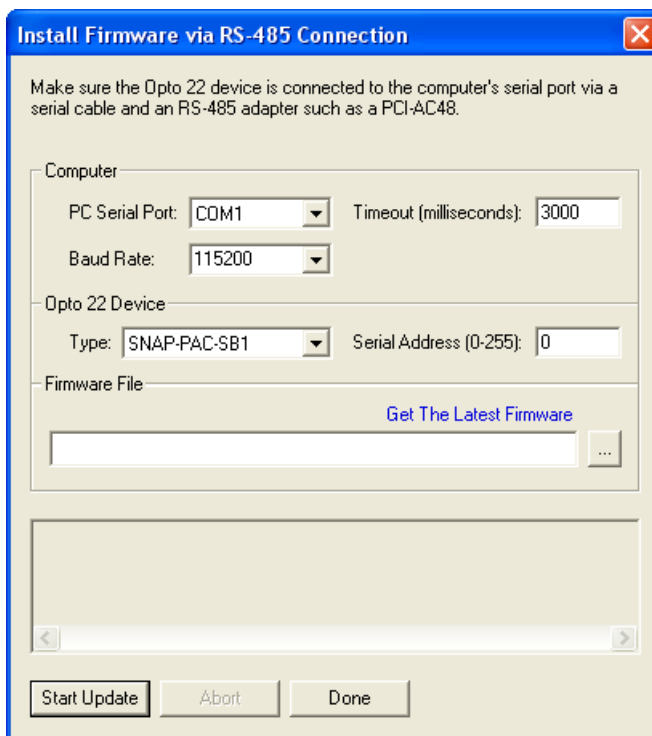 Install Firmware via RS-485 Connection
Make sure the Opto 22 device is connected to the computer's serial port via a
serial cable and an RS-485 adapter such as a PCI-AC48.
Computer
PC Serial Port: COM1 Timeout (milliseconds): 3000
Baud Rate: 115200
Opto 22 Device
Type: SNAP-PAC-SB1 Serial Address (0-255): 0
Firmware File
Get The Latest Firmware
...
Start Update Abort Done